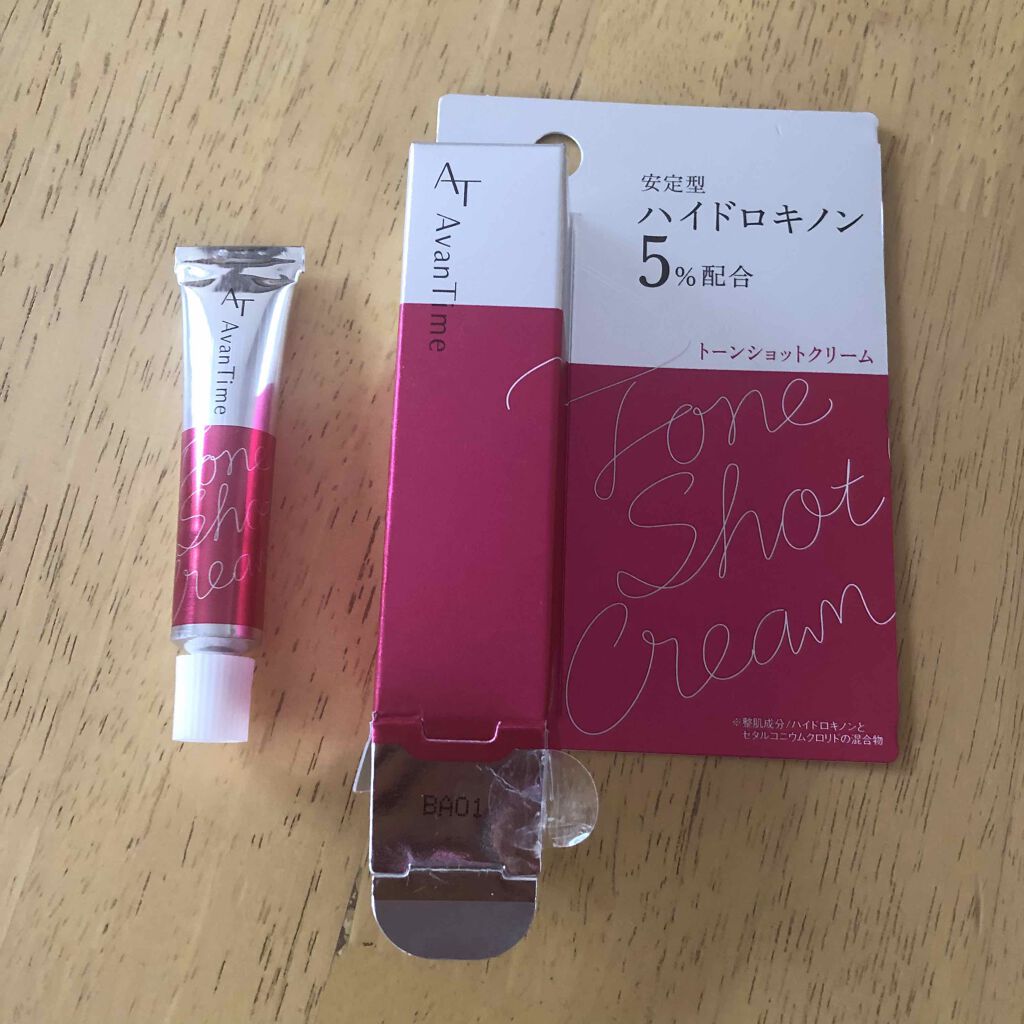 AT AvanTime
Tone
Shot
Cream
AT AvanTime
BA01
安定型
ハイドロキノン
5%配合
トーンショットクリーム
Tone
Shot
Cream
※整肌成分/ハイドロキノンと
セタルコニウムクロリドの混合物